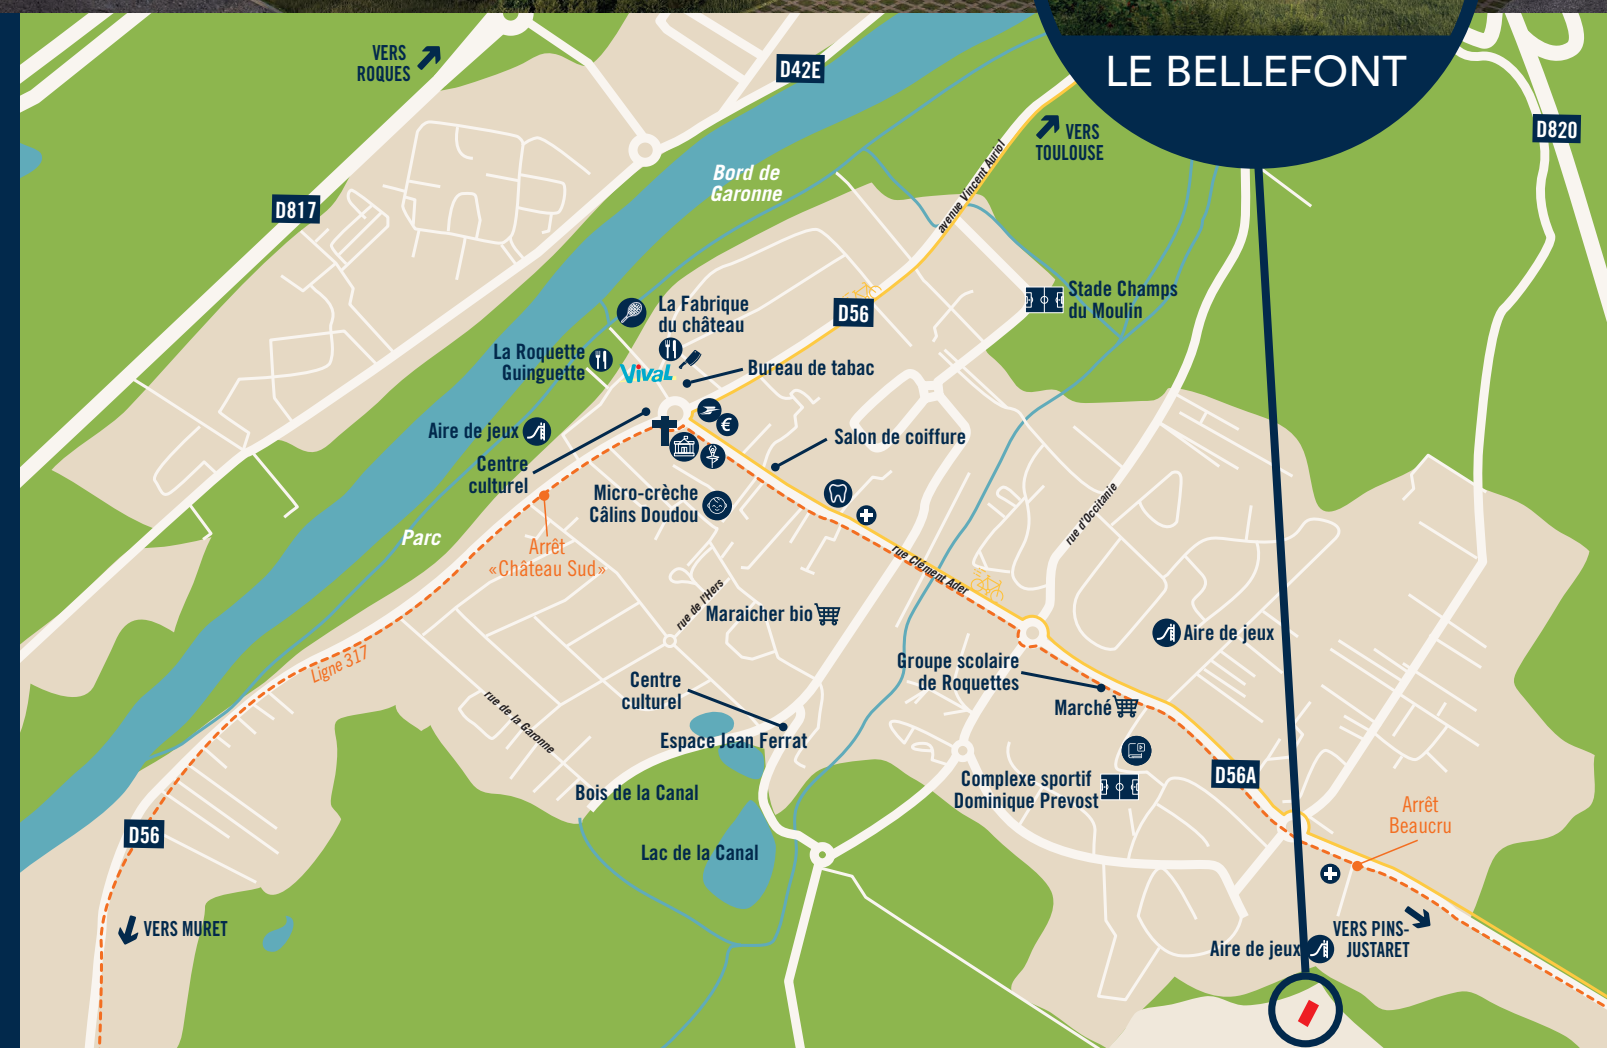 LE BELLEFONT
VERS
ROQUES
D42E
D820
VERS
TOULOUSE
avenue Vincent Auriol
Bord de
Garonne
D817
Stade Champs
du Moulin
La Fabrique
du château
D56
La Roquette
Guinguette
Vival
Bureau de tabac
Aire de jeux
€
Salon de coiffure
Centre
culturel
Micro-crèche
Câlins Doudou
rue d'Occitanie
Parc
Arrêt
«Château Sud»
rue Clément Ader
rue de l'Hers
Maraicher bio
Aire de jeux
Ligne 317
Groupe scolaire
de Roquettes
Centre
culturel
Marché
rue de la Garonne
Espace Jean Ferrat
D56A
Complexe sportif
Dominique Prevost
Bois de la Canal
Arrêt
Beaucru
D56
Lac de la Canal
VERS MURET
VERS PINS-
JUSTARET
Aire de jeux